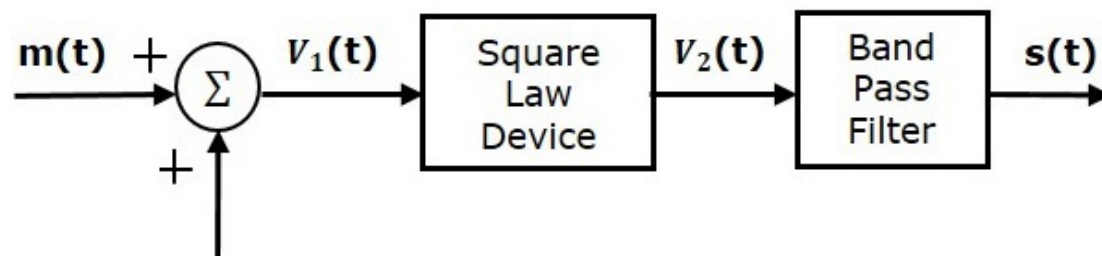 m(t)
+
Σ
+
V₁(t)
Square
Law
Device
V₂(t)
Band
Pass
Filter
s(t)